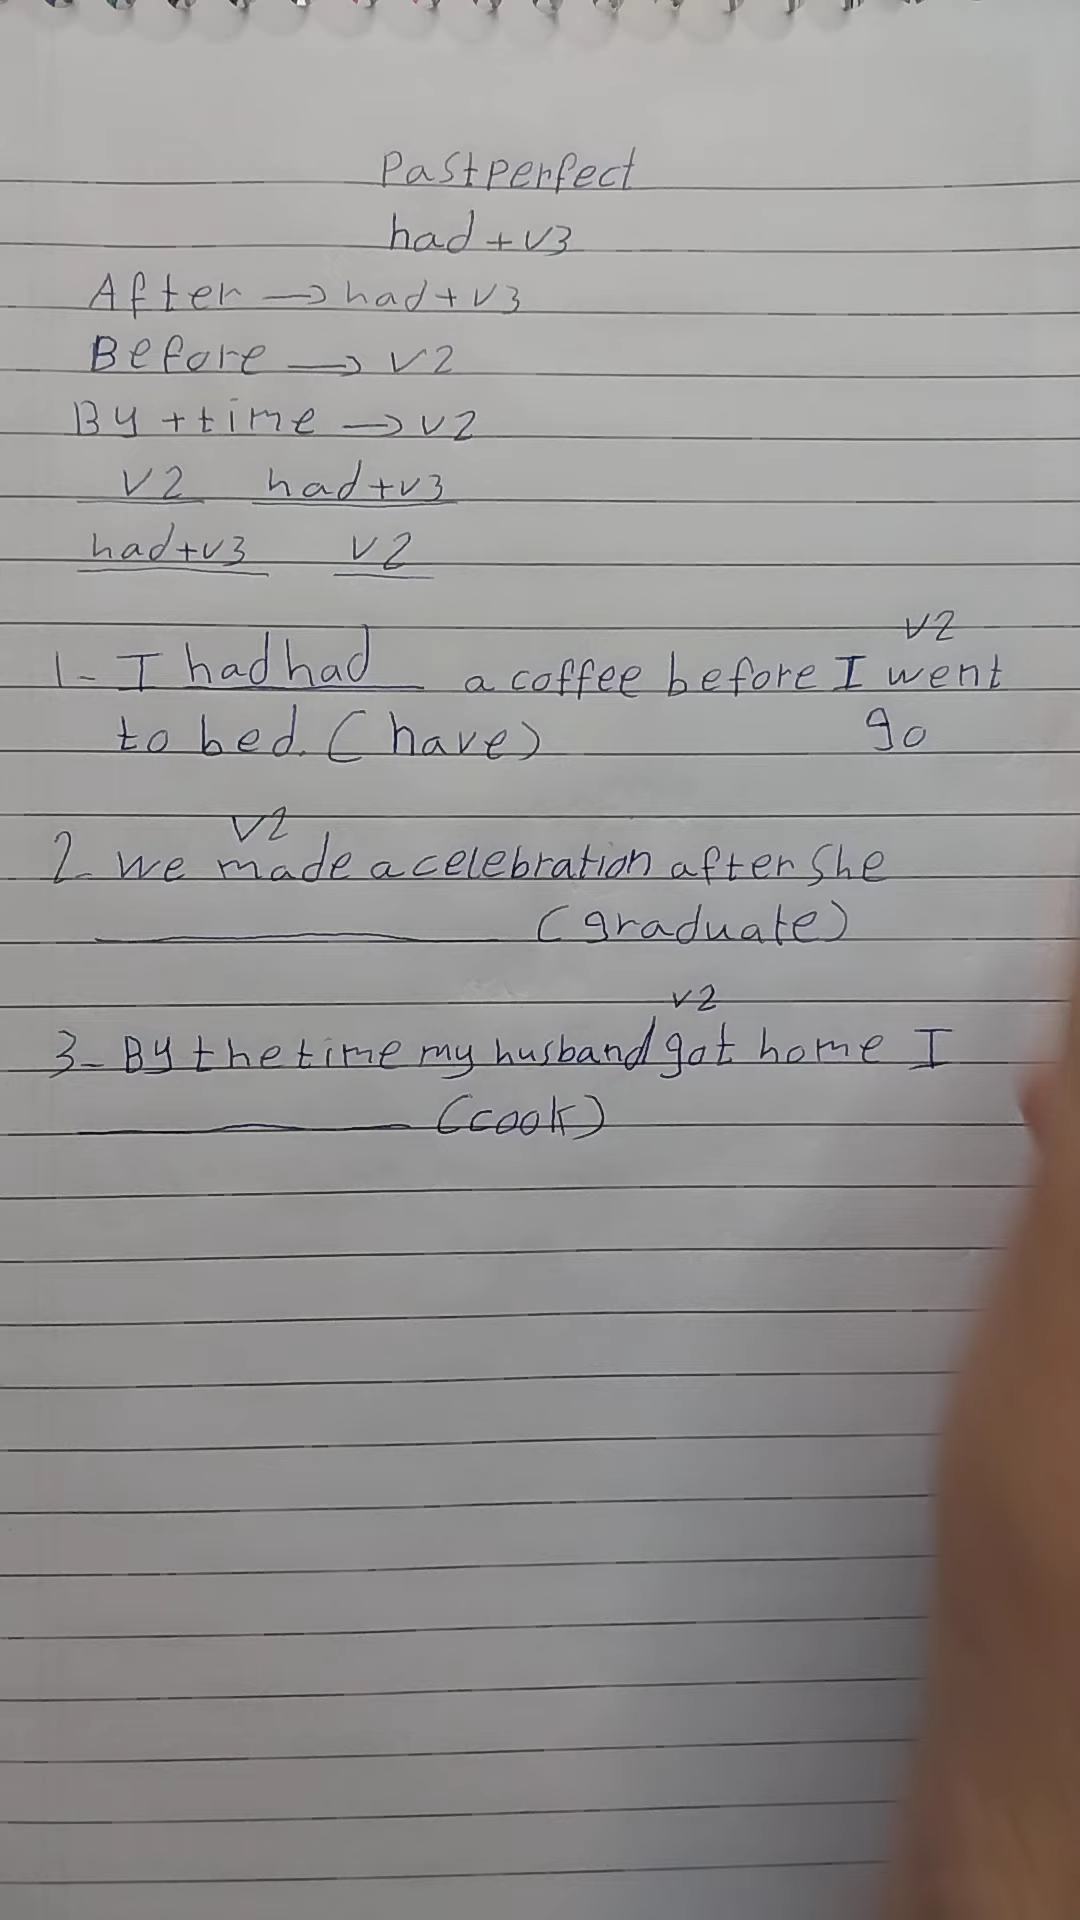 Past perfect
had + v3
After → had + v3
Before → v2
By + time → v2
v2 had + v3
had + v3 v2
v2
1- I had had a coffee before I went
to bed. (have) go
v2
2- we made a celebration after she
(graduate)
v2
3- By the time my husband got home I
(cook)